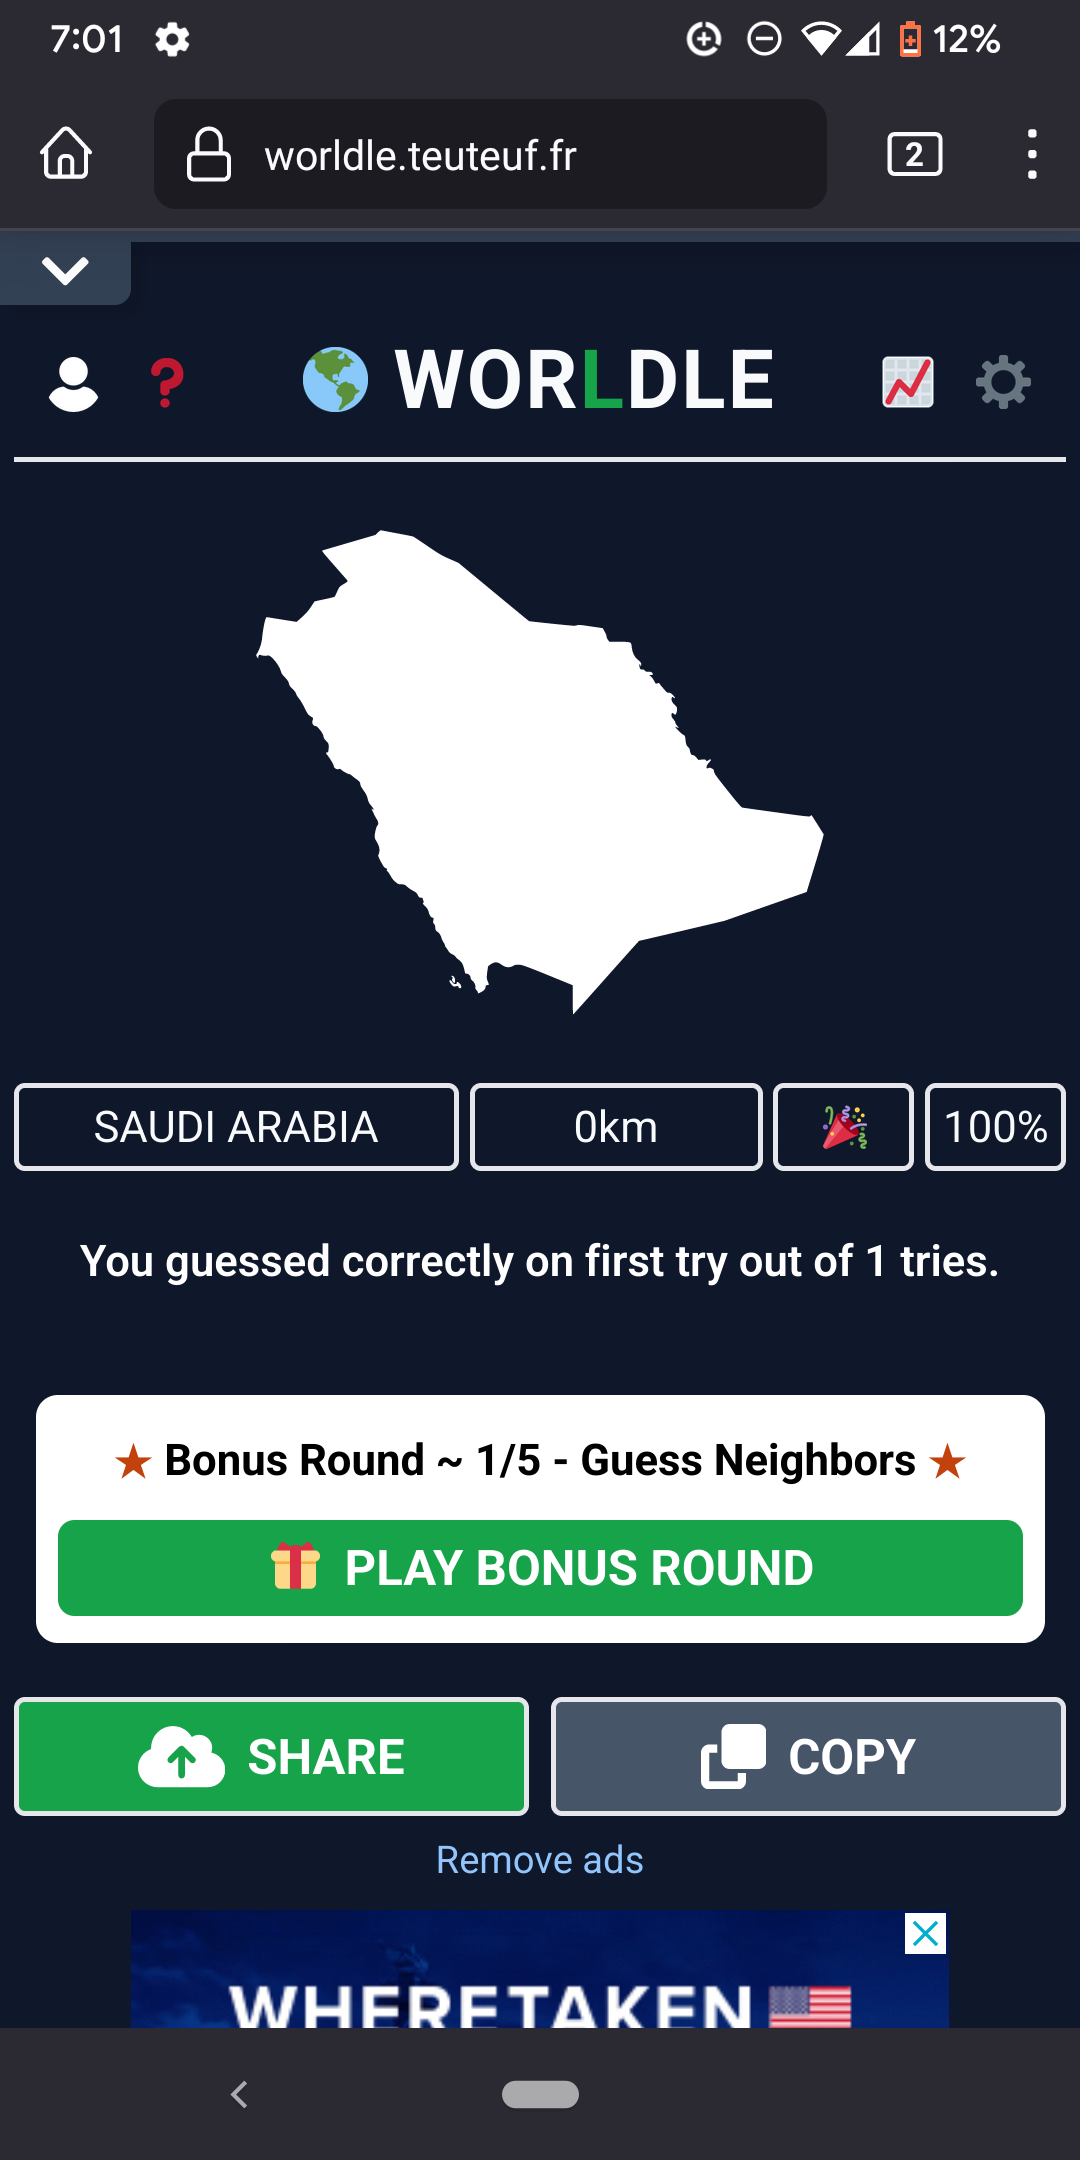 7:01 12%
worldle.teuteuf.fr 2
WORLDLE
SAUDI ARABIA 0km 100%
You guessed correctly on first try out of 1 tries.
Bonus Round ~ 1/5 - Guess Neighbors
PLAY BONUS ROUND
SHARE COPY
Remove ads
WHERETAKEN